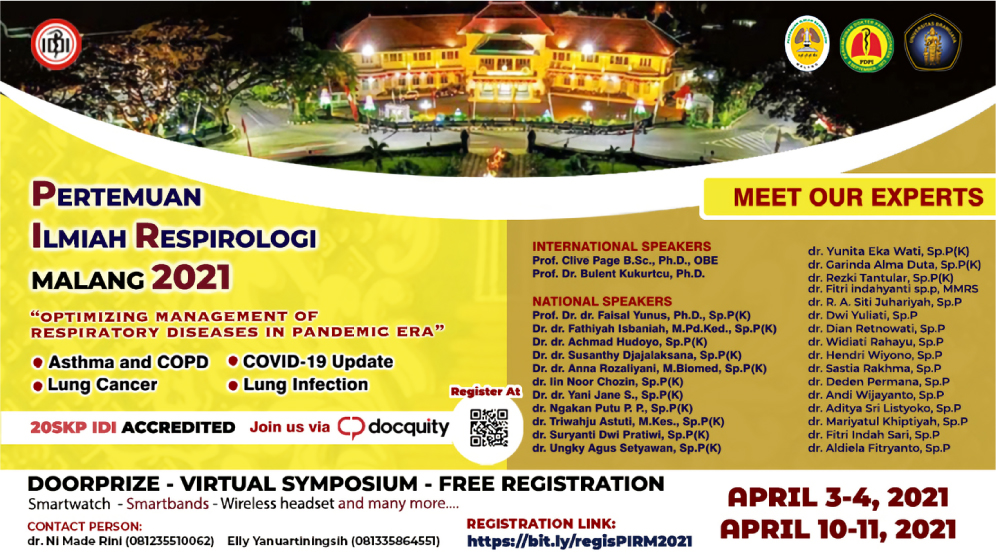 IDI
MALANG
PDPI
UNIVERSITAS BRAWIJAYA
PERTEMUAN
ILMIAH RESPIROLOGI
MALANG 2021
"OPTIMIZING MANAGEMENT OF
RESPIRATORY DISEASES IN PANDEMIC ERA"
• Asthma and COPD
• COVID-19 Update
• Lung Cancer
• Lung Infection
Register At
20SKP IDI ACCREDITED
Join us via docquity
MEET OUR EXPERTS
INTERNATIONAL SPEAKERS
Prof. Clive Page B.Sc., Ph.D., OBE
Prof. Dr. Bulent Kukurtcu, Ph.D.
NATIONAL SPEAKERS
Prof. Dr. dr. Faisal Yunus, Ph.D., Sp.P(K)
Dr. dr. Fathiyah Isbaniah, M.Pd.Ked., Sp.P(K)
Dr. dr. Achmad Hudoyo, Sp.P(K)
Dr. dr. Susanthy Djajalaksana, Sp.P(K)
Dr. dr. Anna Rozaliyani, M.Biomed, Sp.P(K)
dr. Iin Noor Chozin, Sp.P(K)
Dr. dr. Yani Jane S., Sp.P(K)
dr. Ngakan Putu P. P., Sp.P(K)
dr. Triwahju Astuti, M.Kes., Sp.P(K)
dr. Suryanti Dwi Pratiwi, Sp.P(K)
dr. Ungky Agus Setyawan, Sp.P(K)
dr. Yunita Eka Wati, Sp.P(K)
dr. Garinda Alma Duta, Sp.P(K)
dr. Rezki Tantular, Sp.P(K)
dr. Fitri indahyanti sp.p, MMRS
dr. R. A. Siti Juhariyah, Sp.P
dr. Dwi Yuliati, Sp.P
dr. Dian Retnowati, Sp.P
dr. Widiati Rahayu, Sp.P
dr. Hendri Wiyono, Sp.P
dr. Sastia Rakhma, Sp.P
dr. Deden Permana, Sp.P
dr. Andi Wijayanto, Sp.P
dr. Aditya Sri Listyoko, Sp.P
dr. Mariyatul Khiptiyah, Sp.P
dr. Fitri Indah Sari, Sp.P
dr. Aldiela Fitryanto, Sp.P
DOORPRIZE - VIRTUAL SYMPOSIUM - FREE REGISTRATION
Smartwatch - Smartbands - Wireless headset and many more....
CONTACT PERSON:
dr. Ni Made Rini (081235510062) Elly Yanuartiningsih (081335864551)
REGISTRATION LINK:
https://bit.ly/regisPIRM2021
APRIL 3-4, 2021
APRIL 10-11, 2021